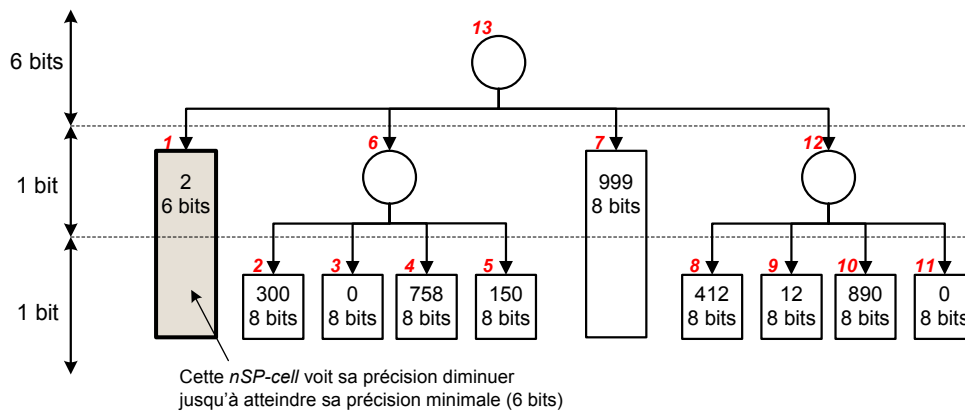 13
6 bits
1
6
7
12
1 bit
2
6 bits
999
8 bits
2
3
4
5
8
9
10
11
1 bit
300
8 bits
0
8 bits
758
8 bits
150
8 bits
412
8 bits
12
8 bits
890
8 bits
0
8 bits
Cette nSP-cell voit sa précision diminuer
jusqu'à atteindre sa précision minimale (6 bits)